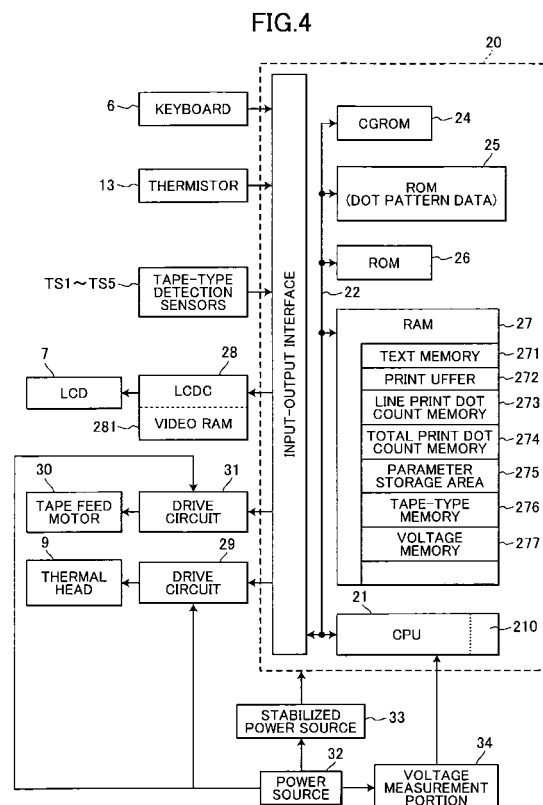 FIG.4
20
6
KEYBOARD
13
THERMISTOR
TS1～TS5
TAPE-TYPE
DETECTION
SENSORS
7
LCD
28
LCDC
281
VIDEO RAM
30
TAPE FEED
MOTOR
31
DRIVE
CIRCUIT
9
THERMAL
HEAD
29
DRIVE
CIRCUIT
INPUT-OUTPUT INTERFACE
22
CGROM
24
25
ROM
(DOT PATTERN DATA)
ROM
26
RAM
27
TEXT MEMORY
271
PRINT UFFER
272
LINE PRINT DOT
COUNT MEMORY
273
TOTAL PRINT DOT
COUNT MEMORY
274
PARAMETER
STORAGE AREA
275
TAPE-TYPE
MEMORY
276
VOLTAGE
MEMORY
277
21
CPU
210
STABILIZED
POWER SOURCE
33
32
POWER
SOURCE
34
VOLTAGE
MEASUREMENT
PORTION